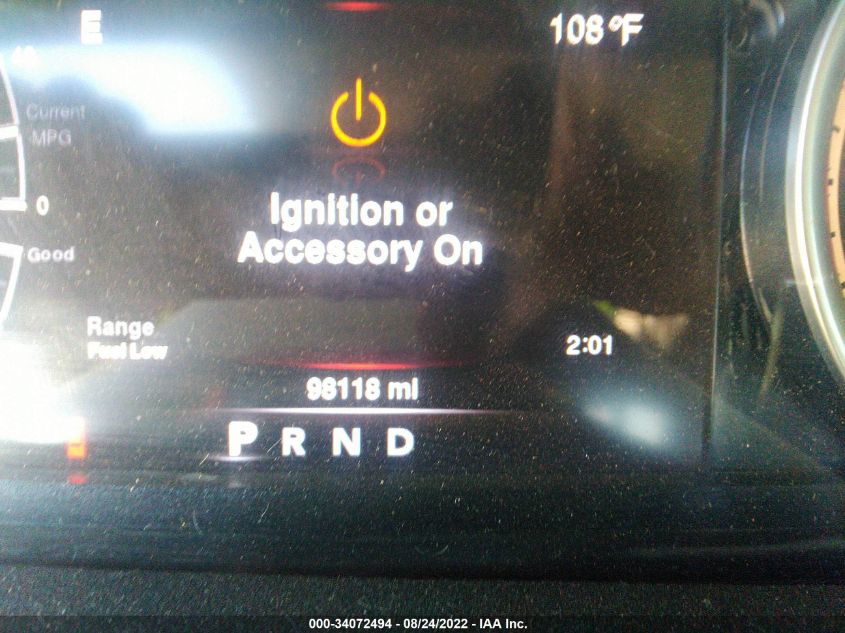 E
108°F
40
Current
MPG
0
Good
Ignition or
Accessory On
Range
Fuel Low
2:01
98118 mi
P R N D
000-34072494 - 08/24/2022 - IAA Inc.